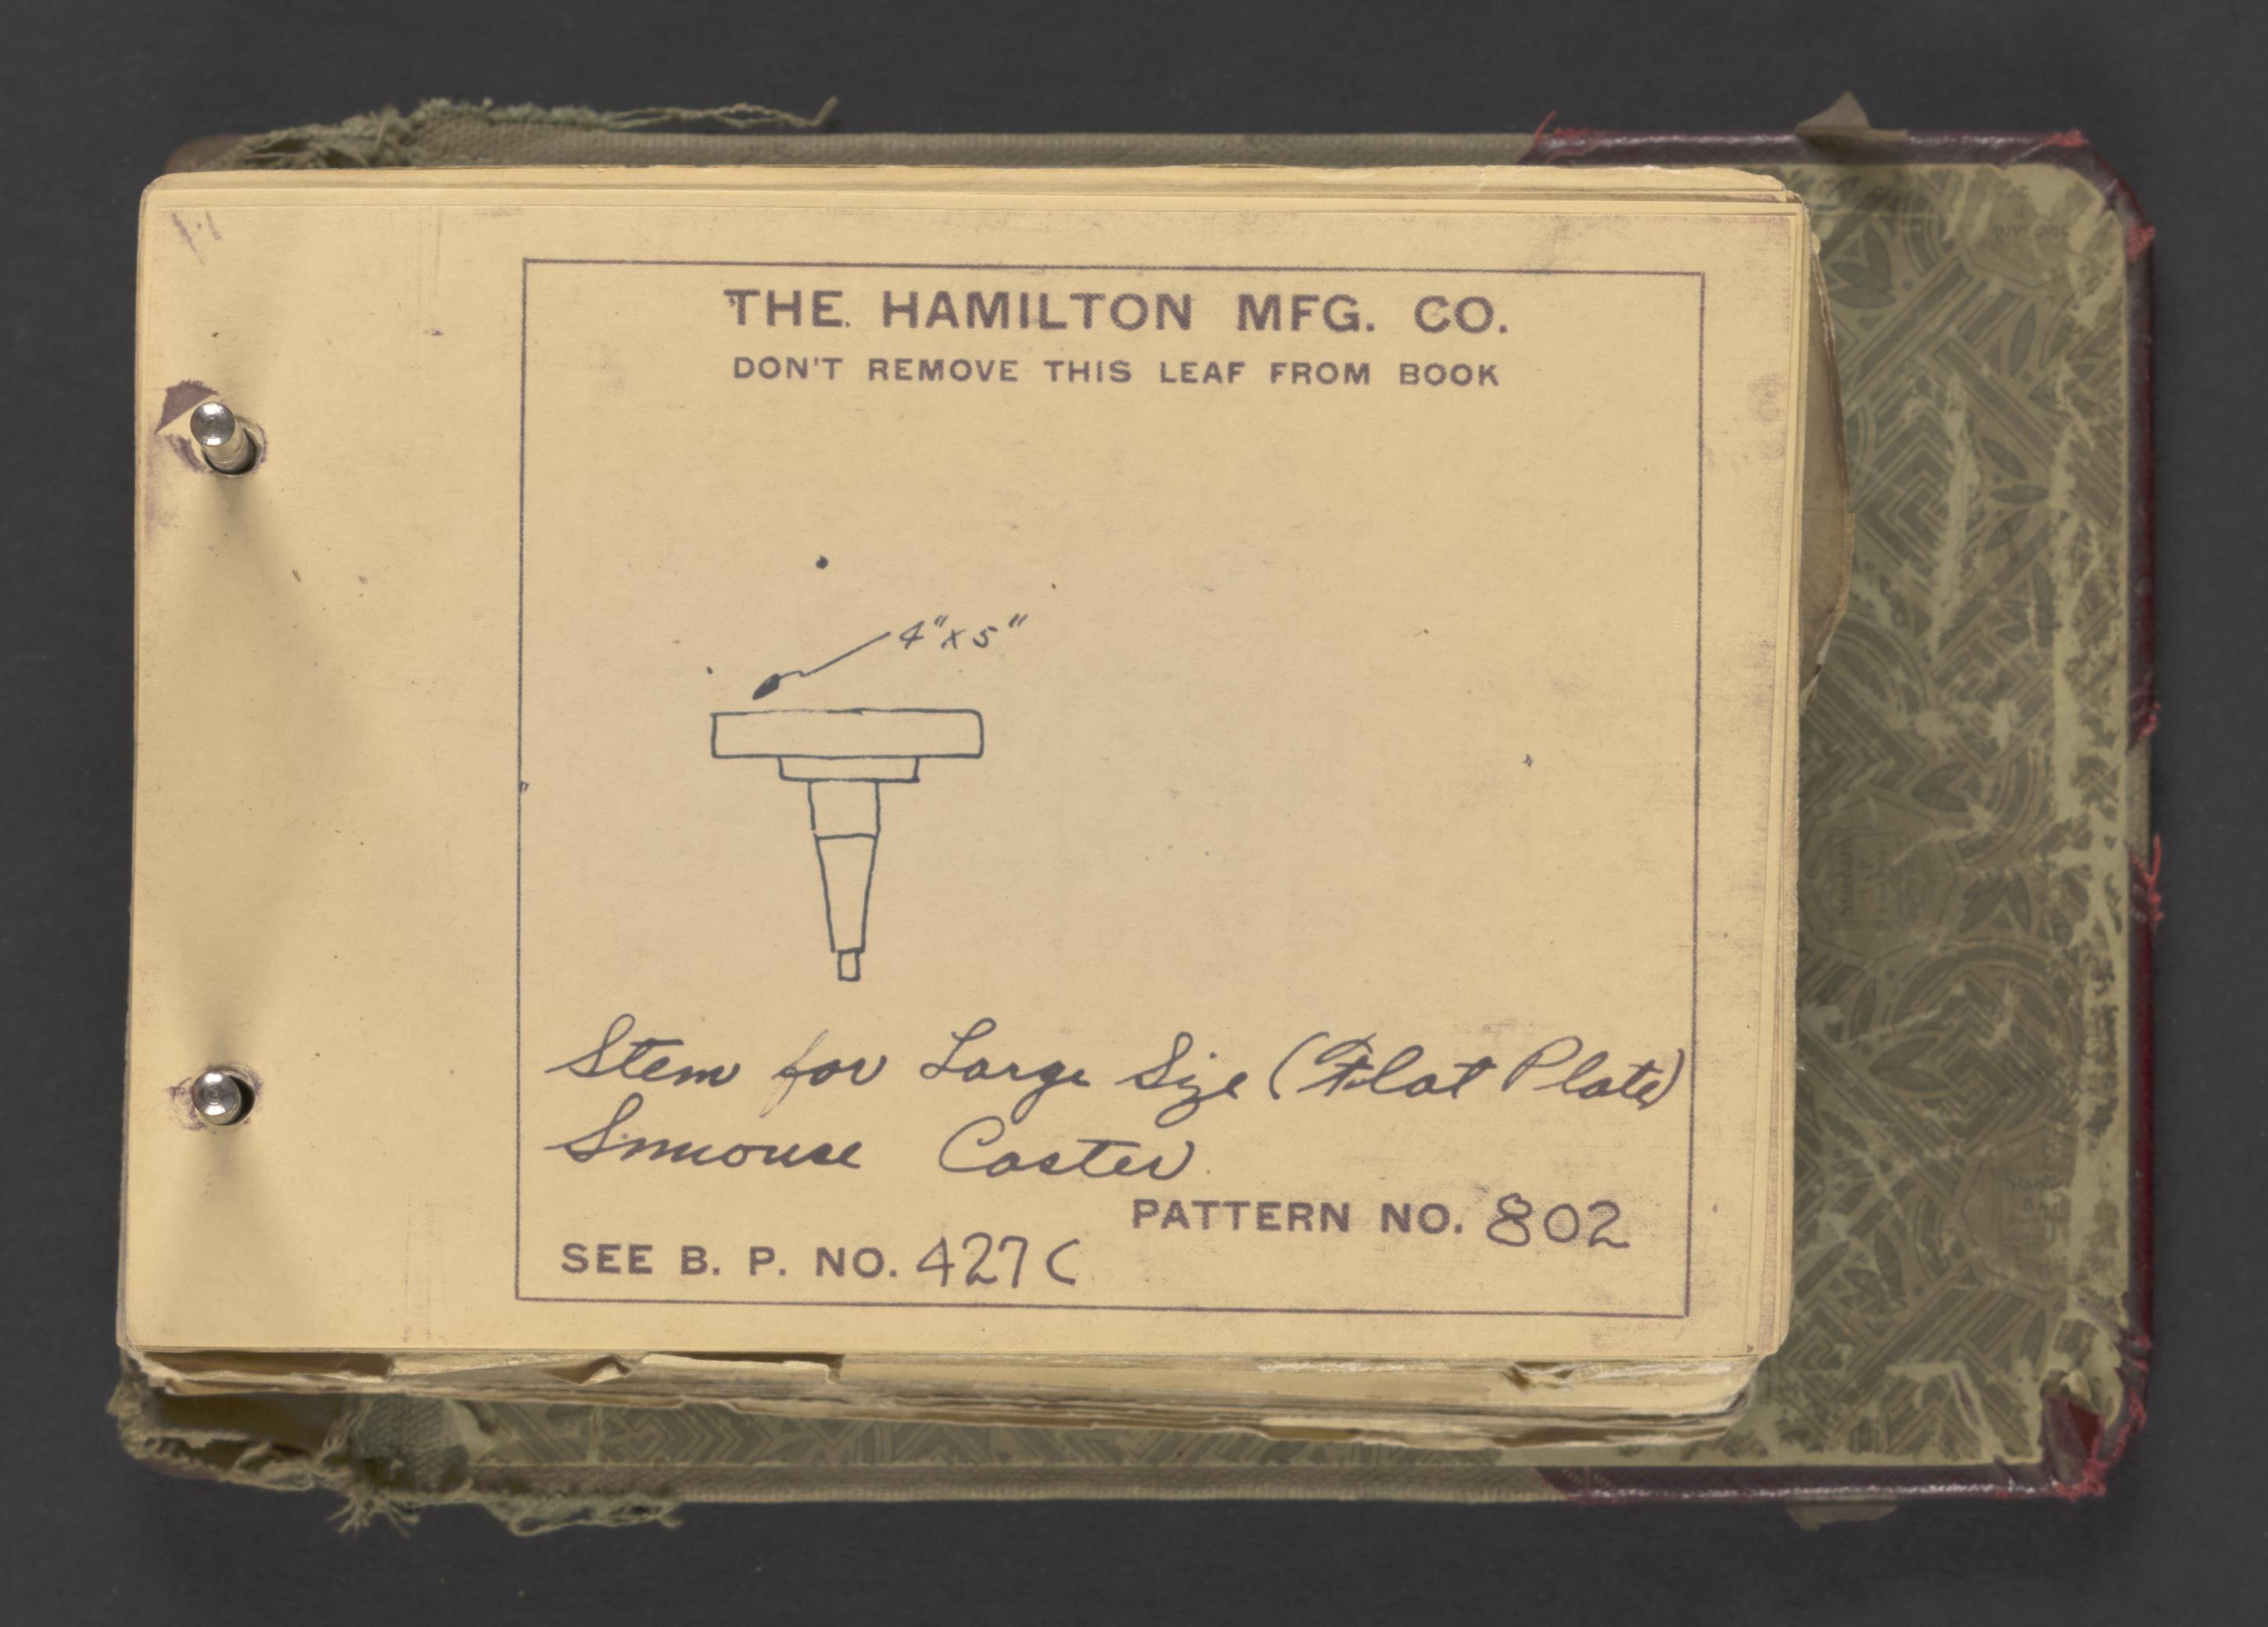 THE HAMILTON MFG. CO.
DON'T REMOVE THIS LEAF FROM BOOK
4" x 5"
Stem for Large Size (Flat Plate)
Caster
PATTERN NO. 802
SEE B. P. NO. 427C